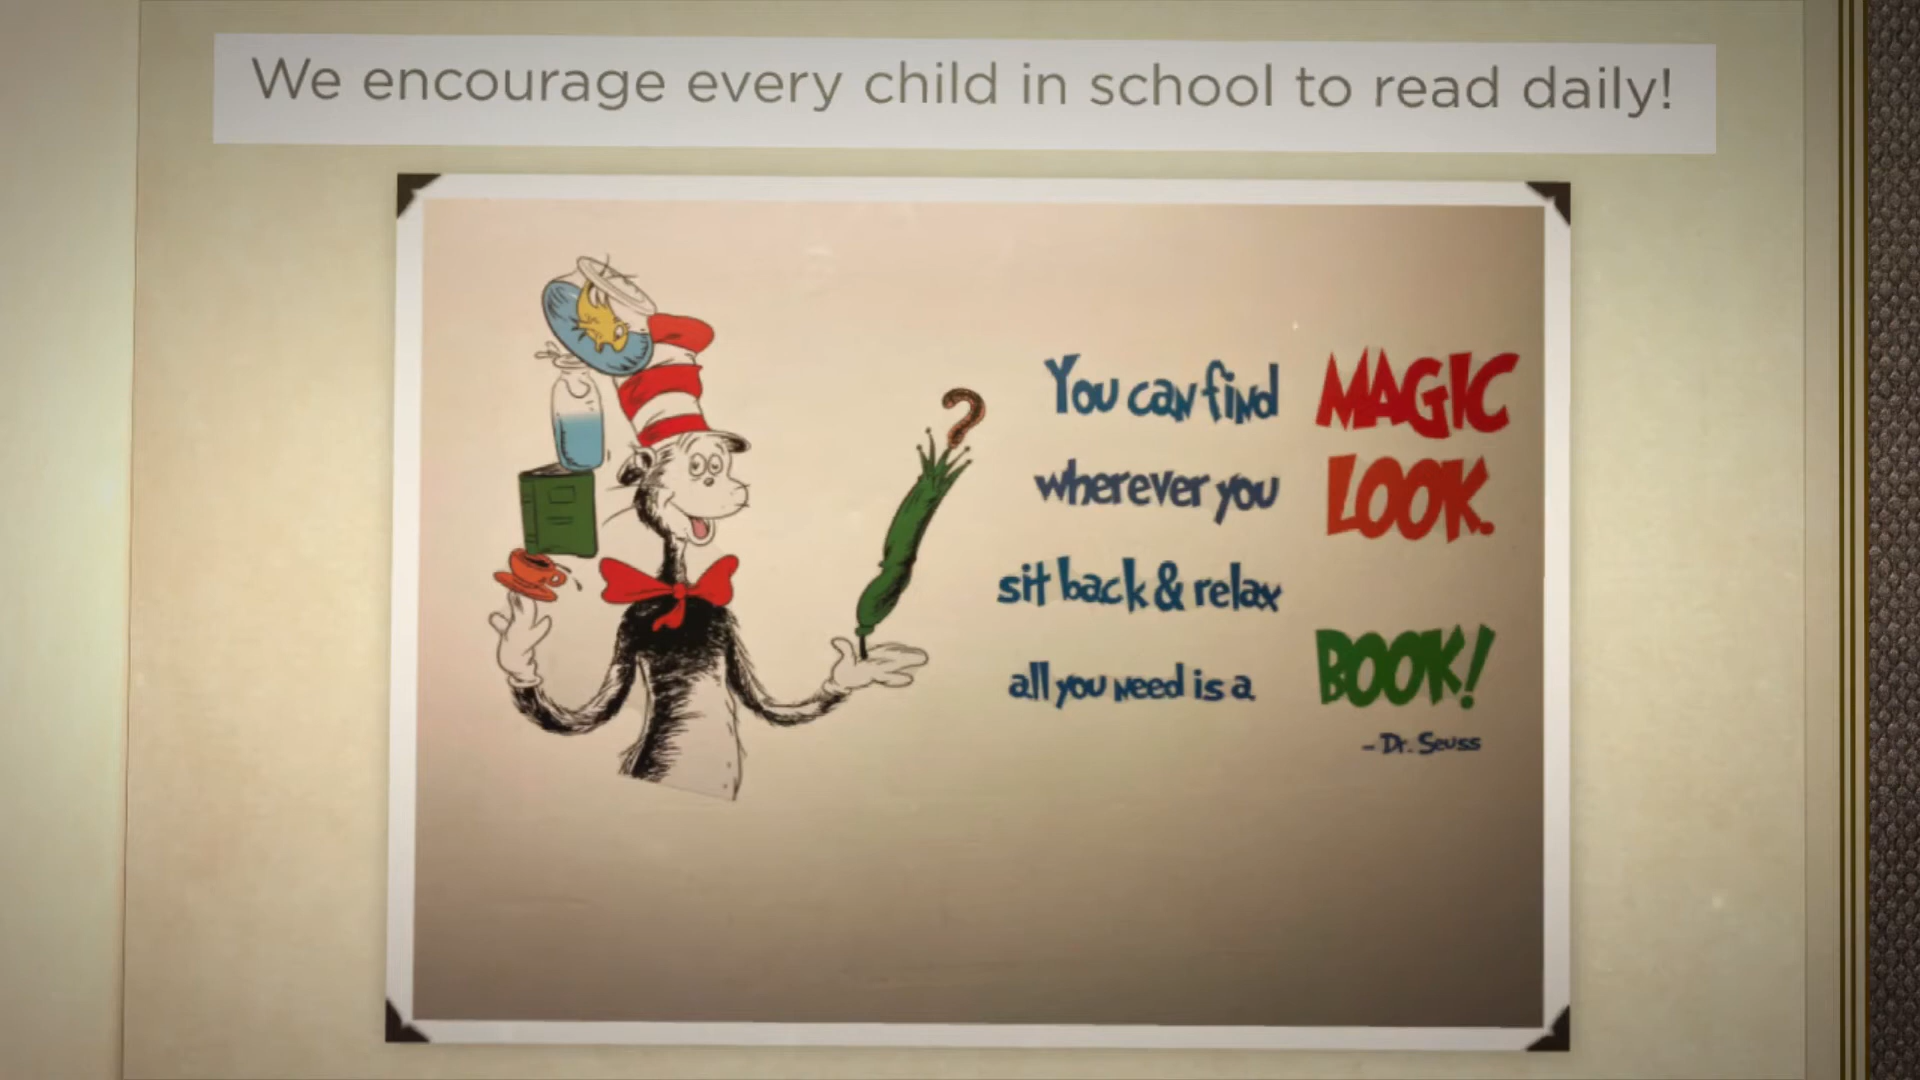 We encourage every child in school to read daily!
You can find MAGIC
wherever you LOOK.
sit back & relax
all you need is a BOOK!
- Dr. Seuss